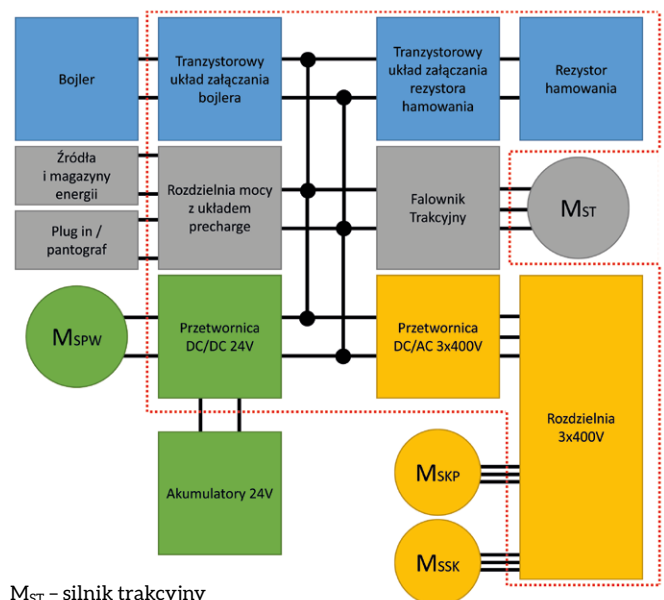 Bojler
Tranzystorowy
układ załączania
bojlera
Tranzystorowy
układ załączania
rezystora
hamowania
Rezystor
hamowania
Źródła
i magazyny
energii
Plug in /
pantograf
Rozdzielnia mocy
z układem
precharge
Falownik
Trakcyjny
MST
MSPW
Przetwornica
DC/DC 24V
Przetwornica
DC/AC 3x400V
Rozdzielnia
3x400V
Akumulatory 24V
MSKP
MSSK
MST – silnik trakcyjny